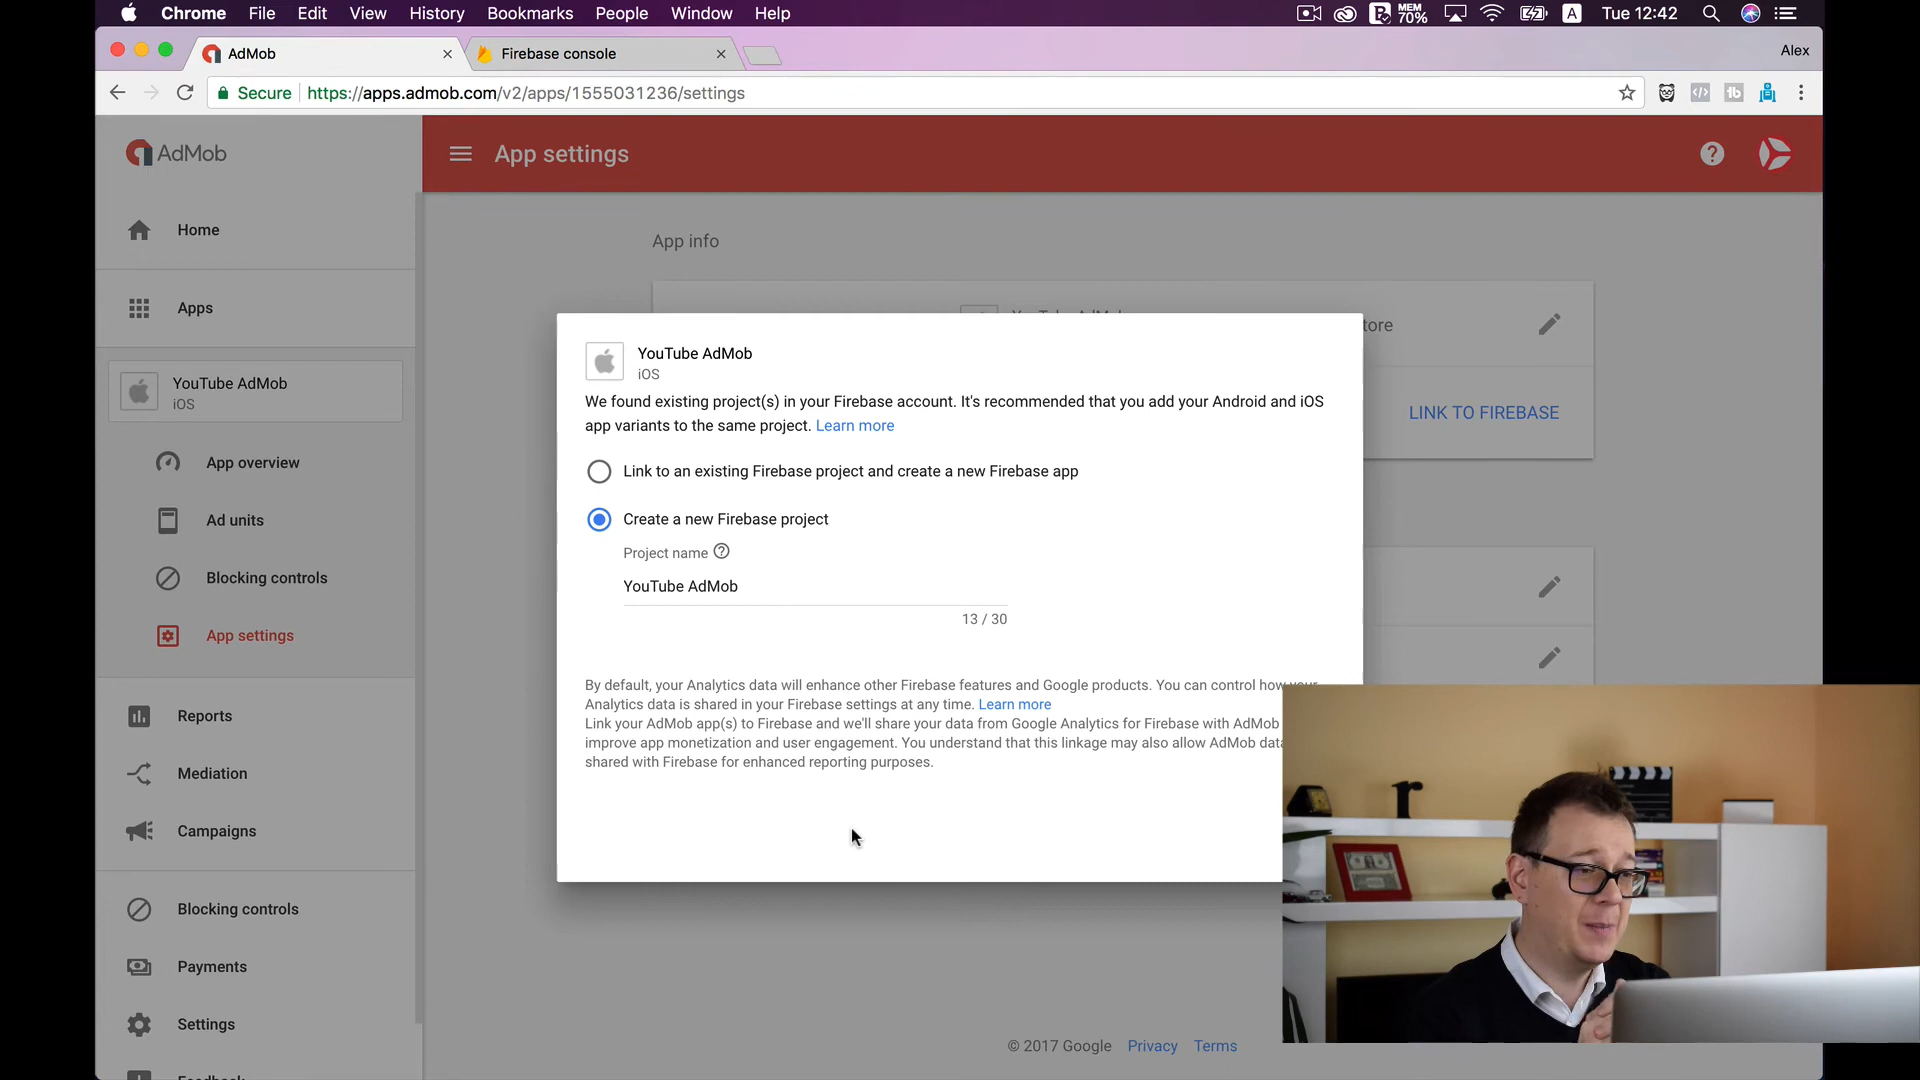 Chrome File Edit View History Bookmarks People Window Help
MEM 70% A Tue 12:42
AdMob
Firebase console
Alex
Secure https://apps.admob.com/v2/apps/1555031236/settings
AdMob
App settings
Home
Apps
YouTube AdMob
iOS
App overview
Ad units
Blocking controls
App settings
Reports
Mediation
Campaigns
Blocking controls
Payments
Settings
App info
tore
LINK TO FIREBASE
YouTube AdMob
iOS
We found existing project(s) in your Firebase account. It's recommended that you add your Android and iOS
app variants to the same project. Learn more
Link to an existing Firebase project and create a new Firebase app
Create a new Firebase project
Project name
YouTube AdMob
13 / 30
By default, your Analytics data will enhance other Firebase features and Google products. You can control how your
Analytics data is shared in your Firebase settings at any time. Learn more
Link your AdMob app(s) to Firebase and we'll share your data from Google Analytics for Firebase with AdMob
improve app monetization and user engagement. You understand that this linkage may also allow AdMob data
shared with Firebase for enhanced reporting purposes.
© 2017 Google Privacy Terms